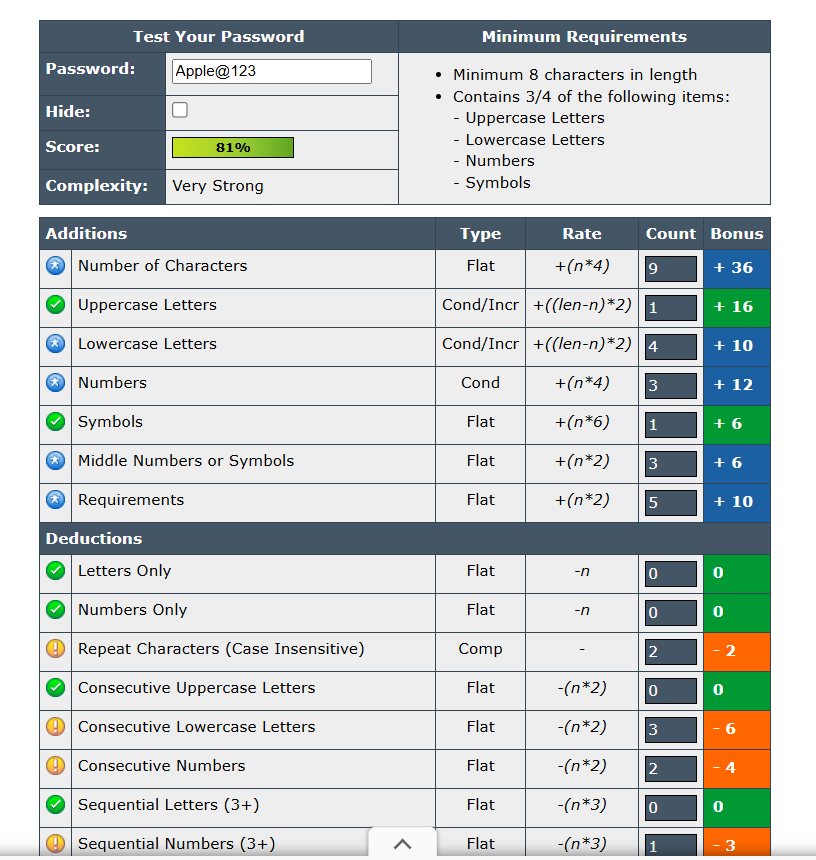 Test Your Password Minimum Requirements
Password: Apple@123
Hide:
Score: 81%
Complexity: Very Strong
• Minimum 8 characters in length
• Contains 3/4 of the following items:
- Uppercase Letters
- Lowercase Letters
- Numbers
- Symbols
Additions Type Rate Count Bonus
Number of Characters Flat +(n*4) 9 + 36
Uppercase Letters Cond/Incr +((len-n)*2) 1 + 16
Lowercase Letters Cond/Incr +((len-n)*2) 4 + 10
Numbers Cond +(n*4) 3 + 12
Symbols Flat +(n*6) 1 + 6
Middle Numbers or Symbols Flat +(n*2) 3 + 6
Requirements Flat +(n*2) 5 + 10
Deductions
Letters Only Flat -n 0 0
Numbers Only Flat -n 0 0
Repeat Characters (Case Insensitive) Comp - 2 - 2
Consecutive Uppercase Letters Flat -(n*2) 0 0
Consecutive Lowercase Letters Flat -(n*2) 3 - 6
Consecutive Numbers Flat -(n*2) 2 - 4
Sequential Letters (3+) Flat -(n*3) 0 0
Sequential Numbers (3+) Flat -(n*3) 1 - 3